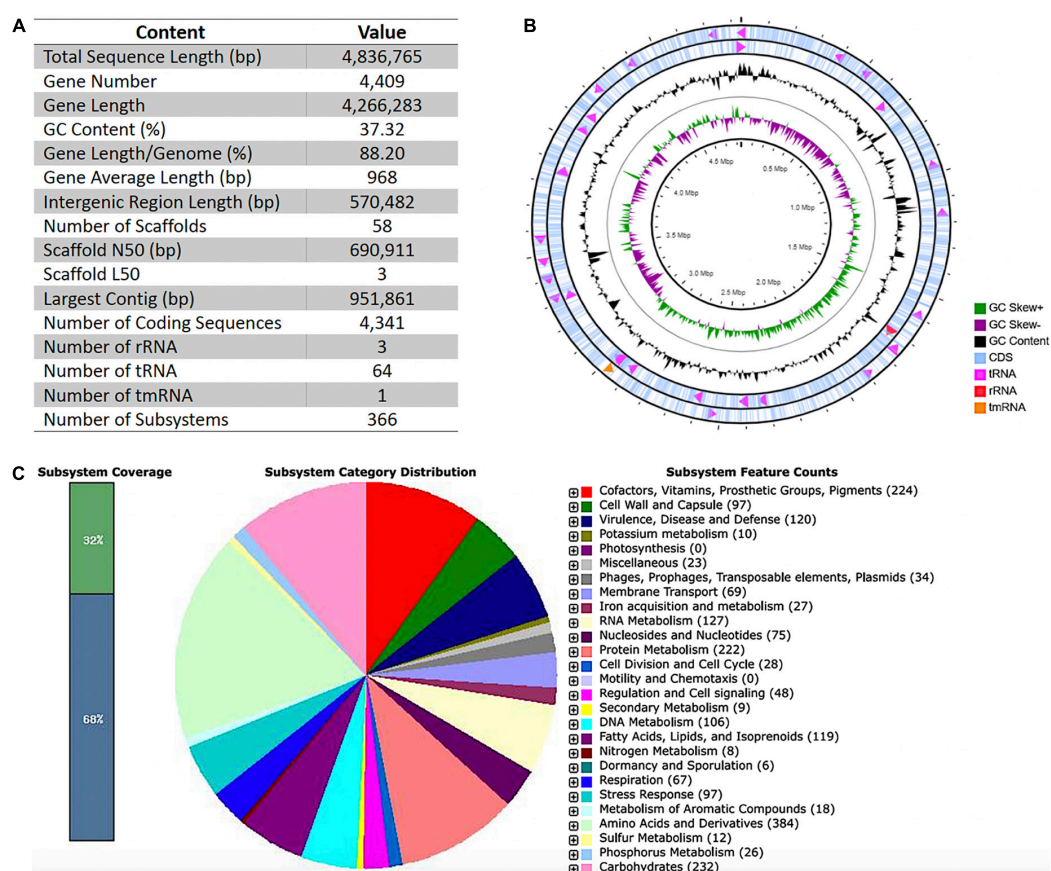 A
Content Value
Total Sequence Length (bp) 4,836,765
Gene Number 4,409
Gene Length 4,266,283
GC Content (%) 37.32
Gene Length/Genome (%) 88.20
Gene Average Length (bp) 968
Intergenic Region Length (bp) 570,482
Number of Scaffolds 58
Scaffold N50 (bp) 690,911
Scaffold L50 3
Largest Contig (bp) 951,861
Number of Coding Sequences 4,341
Number of rRNA 3
Number of tRNA 64
Number of tmRNA 1
Number of Subsystems 366
B
4.5 Mbp
0.5 Mbp
4.0 Mbp
1.0 Mbp
3.5 Mbp
1.5 Mbp
3.0 Mbp
2.0 Mbp
2.5 Mbp
GC Skew+
GC Skew-
GC Content
CDS
tRNA
rRNA
tmRNA
C
Subsystem Coverage
32%
68%
Subsystem Category Distribution
Subsystem Feature Counts
Cofactors, Vitamins, Prosthetic Groups, Pigments (224)
Cell Wall and Capsule (97)
Virulence, Disease and Defense (120)
Potassium metabolism (10)
Photosynthesis (0)
Miscellaneous (23)
Phages, Prophages, Transposable elements, Plasmids (34)
Membrane Transport (69)
Iron acquisition and metabolism (27)
RNA Metabolism (127)
Nucleosides and Nucleotides (75)
Protein Metabolism (222)
Cell Division and Cell Cycle (28)
Motility and Chemotaxis (0)
Regulation and Cell signaling (48)
Secondary Metabolism (9)
DNA Metabolism (106)
Fatty Acids, Lipids, and Isoprenoids (119)
Nitrogen Metabolism (8)
Dormancy and Sporulation (6)
Respiration (67)
Stress Response (97)
Metabolism of Aromatic Compounds (18)
Amino Acids and Derivatives (384)
Sulfur Metabolism (12)
Phosphorus Metabolism (26)
Carbohydrates (232)